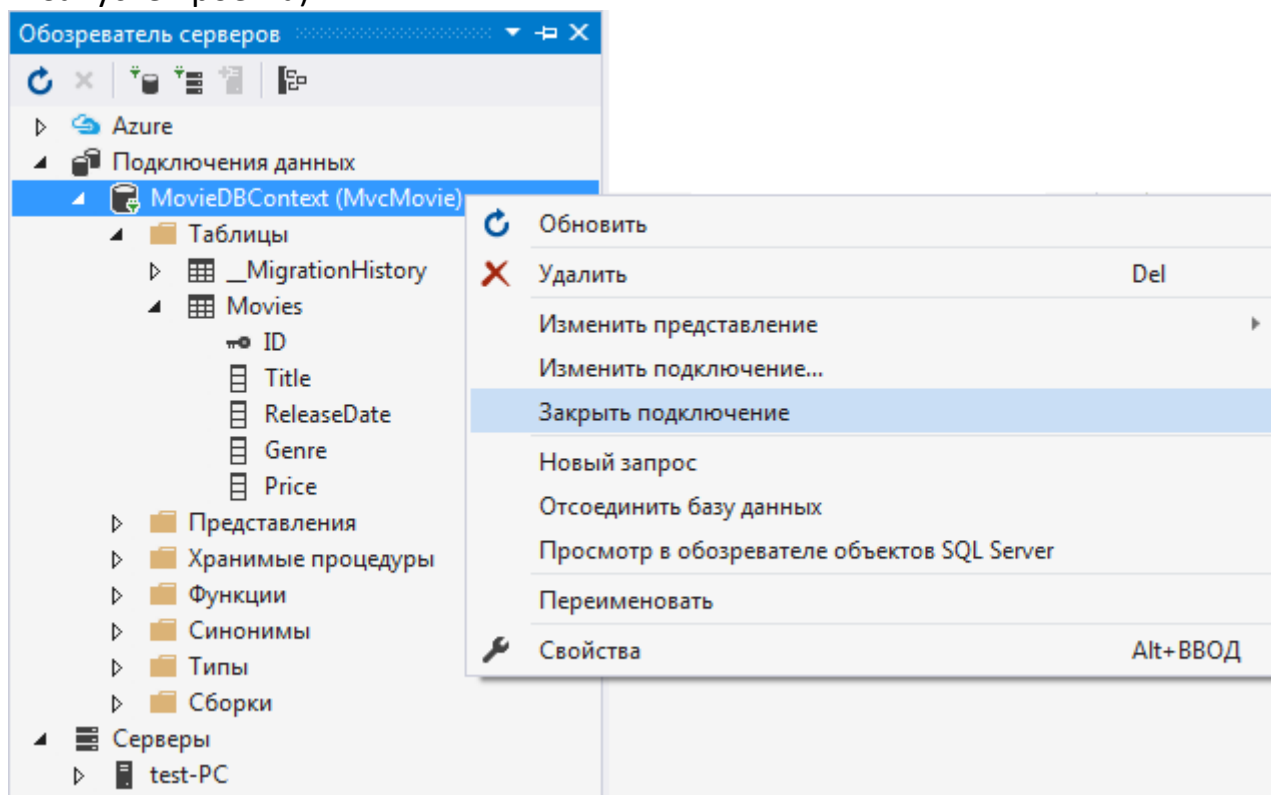 Обозреватель серверов
Azure
Подключения данных
MovieDBContext (MvcMovie)
Таблицы
__MigrationHistory
Movies
ID
Title
ReleaseDate
Genre
Price
Представления
Хранимые процедуры
Функции
Синонимы
Типы
Сборки
Серверы
test-PC
Обновить
Удалить Del
Изменить представление
Изменить подключение...
Закрыть подключение
Новый запрос
Отсоединить базу данных
Просмотр в обозревателе объектов SQL Server
Переименовать
Свойства Alt+ВВОД